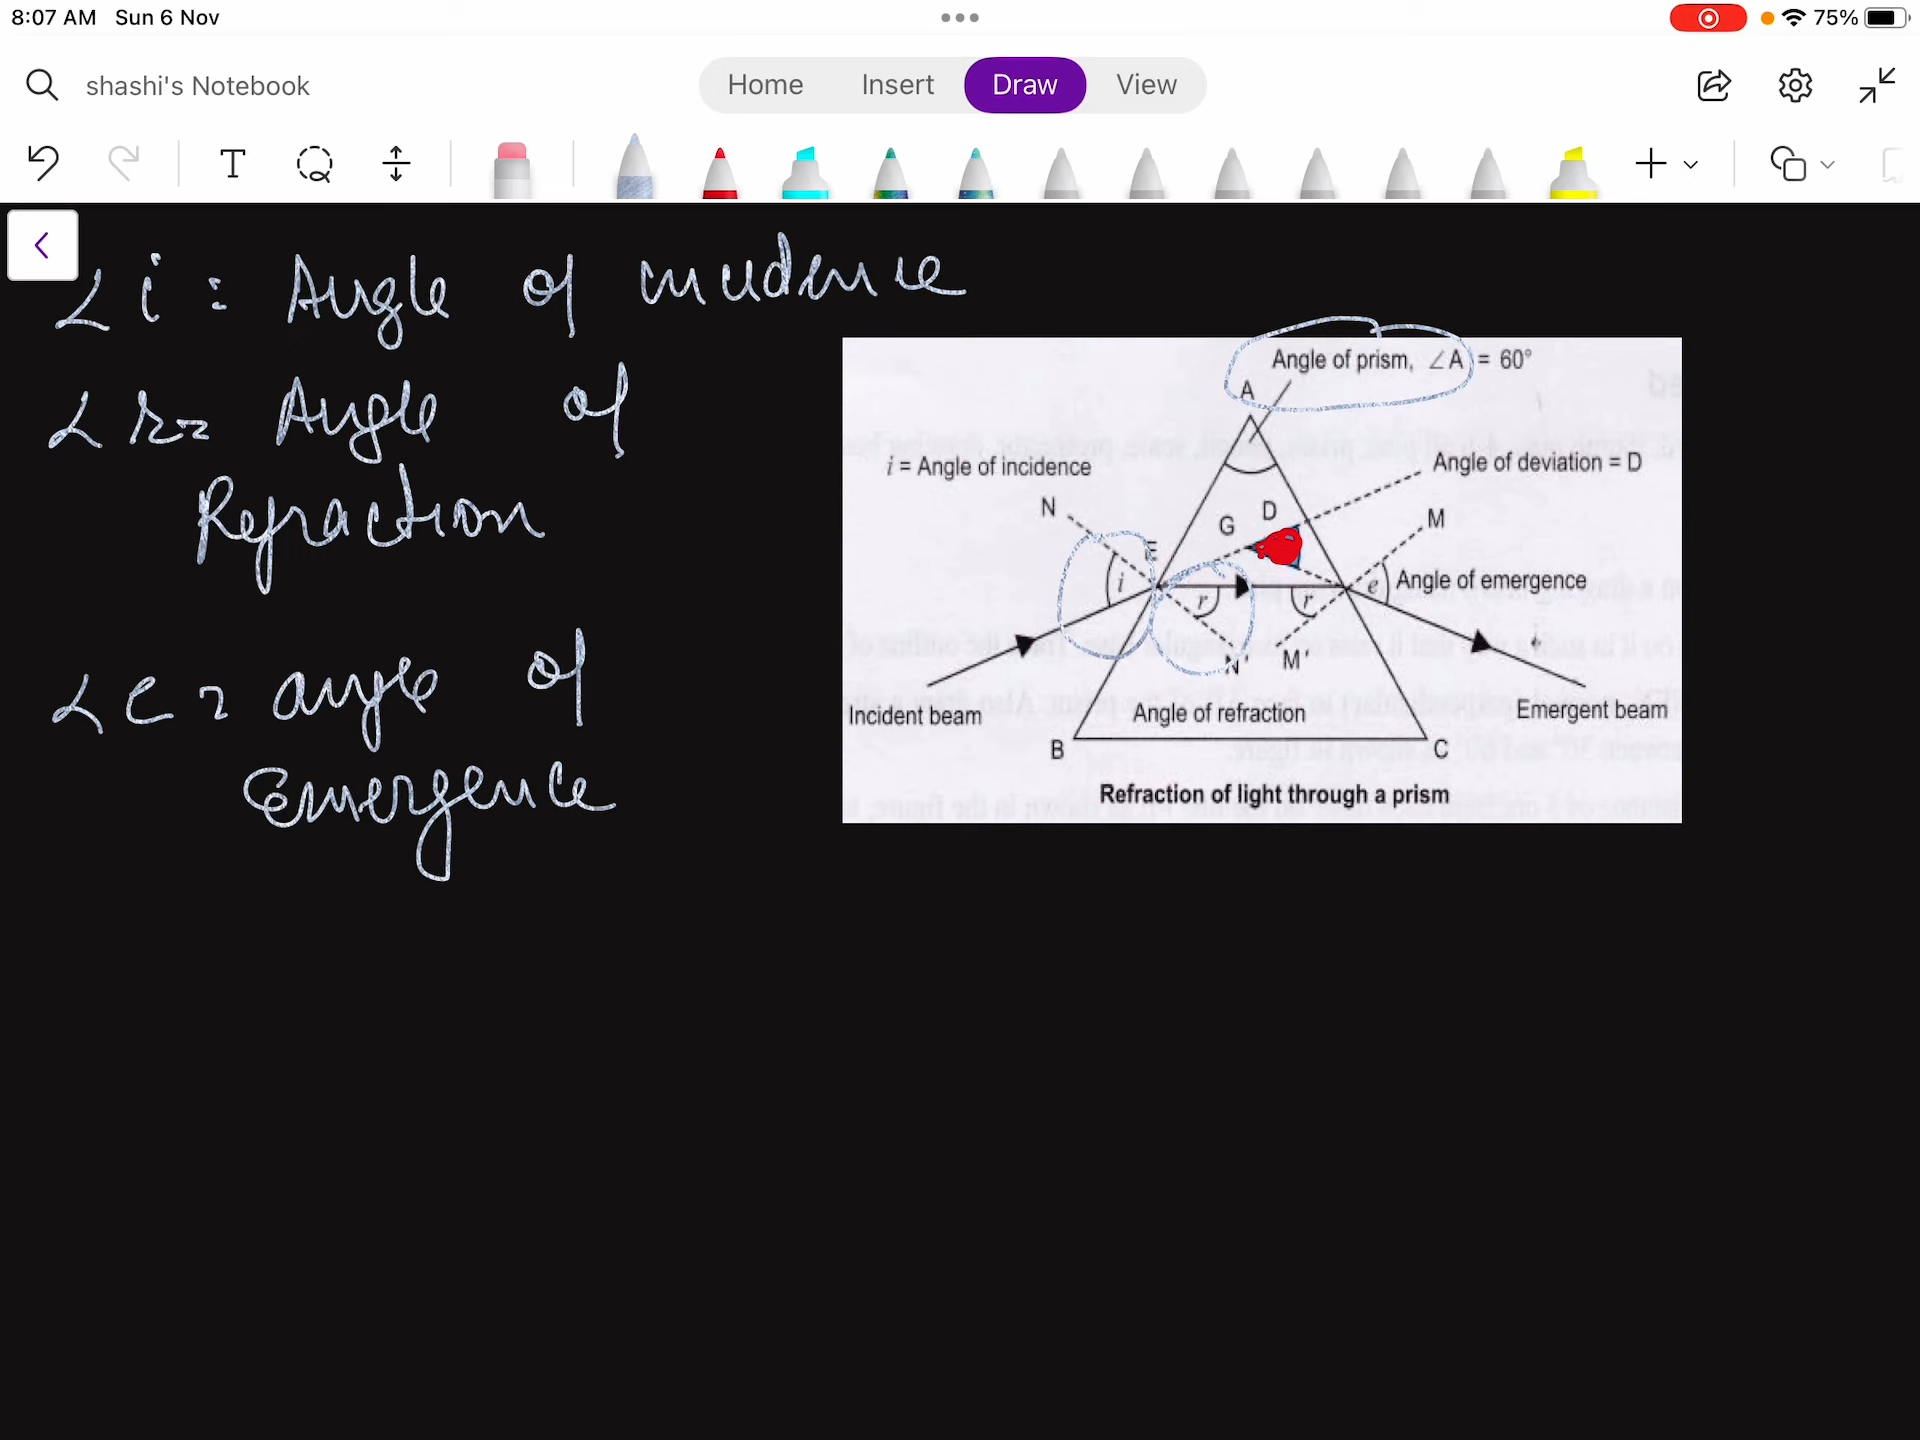 8:07 AM Sun 6 Nov
75%
shashi's Notebook
Home Insert Draw View
T
∠ i : Angle of incidence
∠ r = Angle of
Refraction
∠ e = angle of
Emergence
Angle of prism, ∠A = 60°
A
i = Angle of incidence
Angle of deviation = D
N
G D
M
E
i
r
r
e
Angle of emergence
N' M'
Incident beam
Angle of refraction
Emergent beam
B
C
Refraction of light through a prism